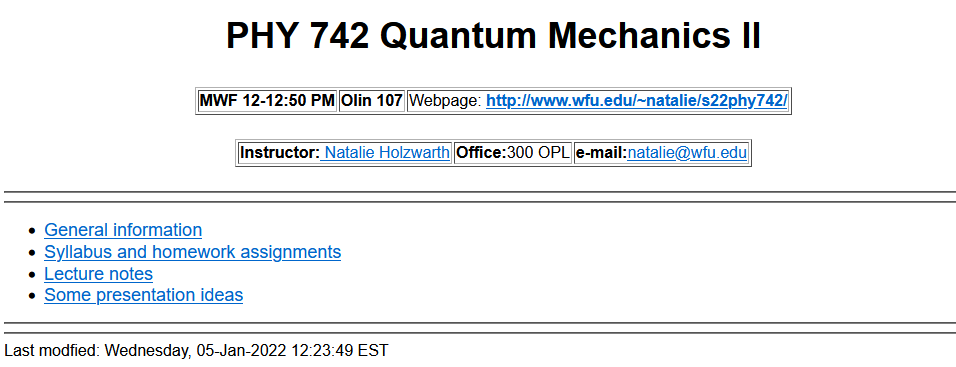 PHY 742 Quantum Mechanics II
MWF 12-12:50 PM Olin 107 Webpage: http://www.wfu.edu/~natalie/s22phy742/
Instructor: Natalie Holzwarth Office:300 OPL e-mail:natalie@wfu.edu
General information
Syllabus and homework assignments
Lecture notes
Some presentation ideas
Last modfied: Wednesday, 05-Jan-2022 12:23:49 EST